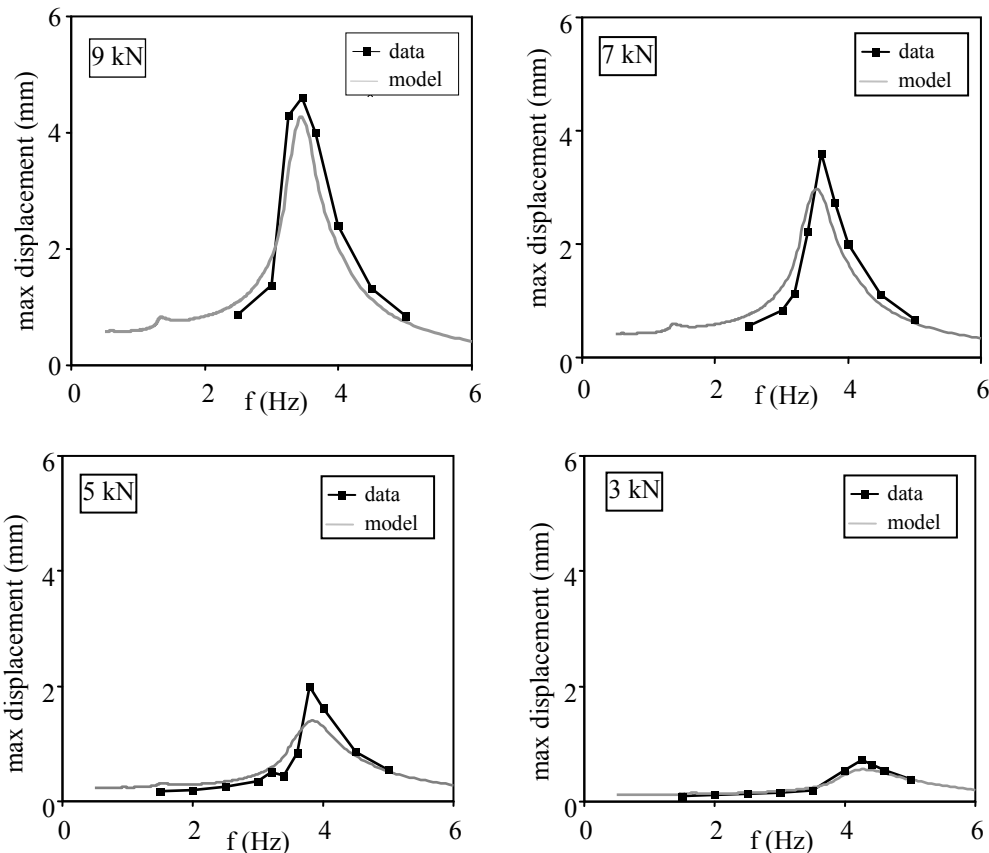 6
9 kN
data
model
4
2
0
max displacement (mm)
0 2 4 6
f (Hz)
6
7 kN
data
model
4
2
0
max displacement (mm)
0 2 4 6
f (Hz)
6
5 kN
data
model
4
2
0
max displacement (mm)
0 2 4 6
f (Hz)
6
3 kN
data
model
4
2
0
max displacement (mm)
0 2 4 6
f (Hz)